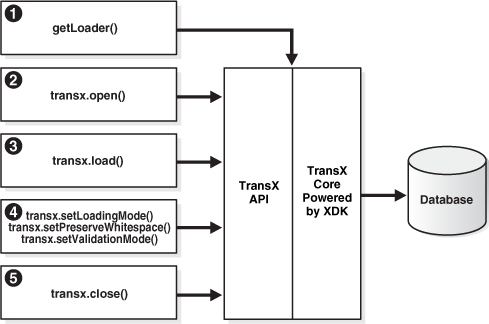 1
getLoader()
2
transx.open()
3
transx.load()
4
transx.setLoadingMode()
transx.setPreserveWhitespace()
transx.setValidationMode()
5
transx.close()
TransX
API
TransX
Core
Powered
by XDK
Database